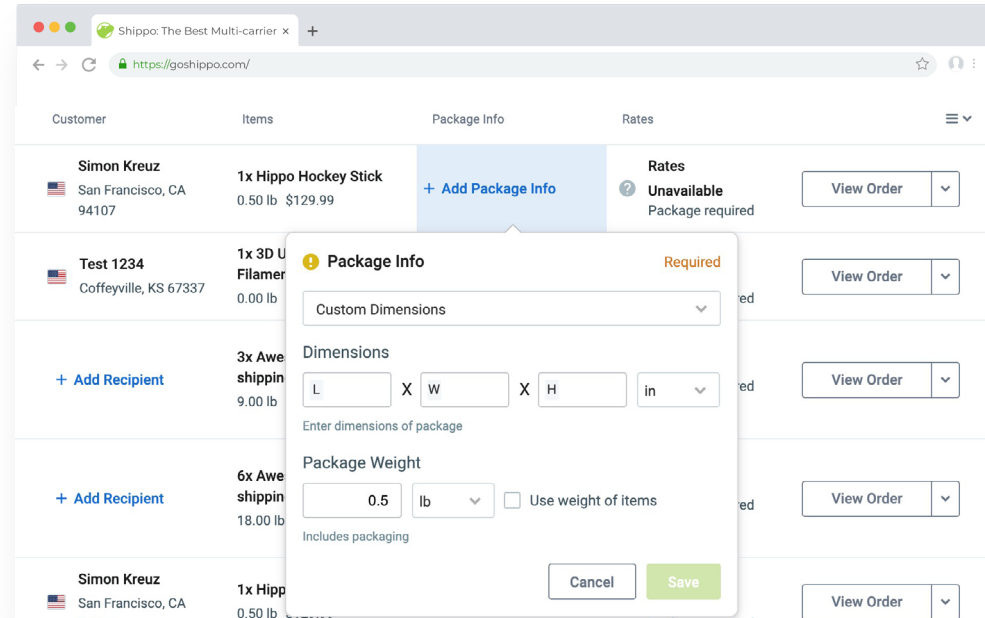 Shippo: The Best Multi-carrier × +
https://goshippo.com/
Customer Items Package Info Rates
Simon Kreuz
San Francisco, CA
94107
1x Hippo Hockey Stick
0.50 lb $129.99
+ Add Package Info
Rates
? Unavailable
Package required
View Order
Test 1234
Coffeyville, KS 67337
1x 3D U
Filamer
0.00 lb
ed
View Order
! Package Info Required
Custom Dimensions
Dimensions
L X W X H in
Enter dimensions of package
Package Weight
0.5 lb Use weight of items
Includes packaging
Cancel Save
+ Add Recipient
3x Awe
shippin
9.00 lb
ed
View Order
+ Add Recipient
6x Awe
shippin
18.00 lb
ed
View Order
Simon Kreuz
San Francisco, CA
1x Hipp
0.50 lb
View Order